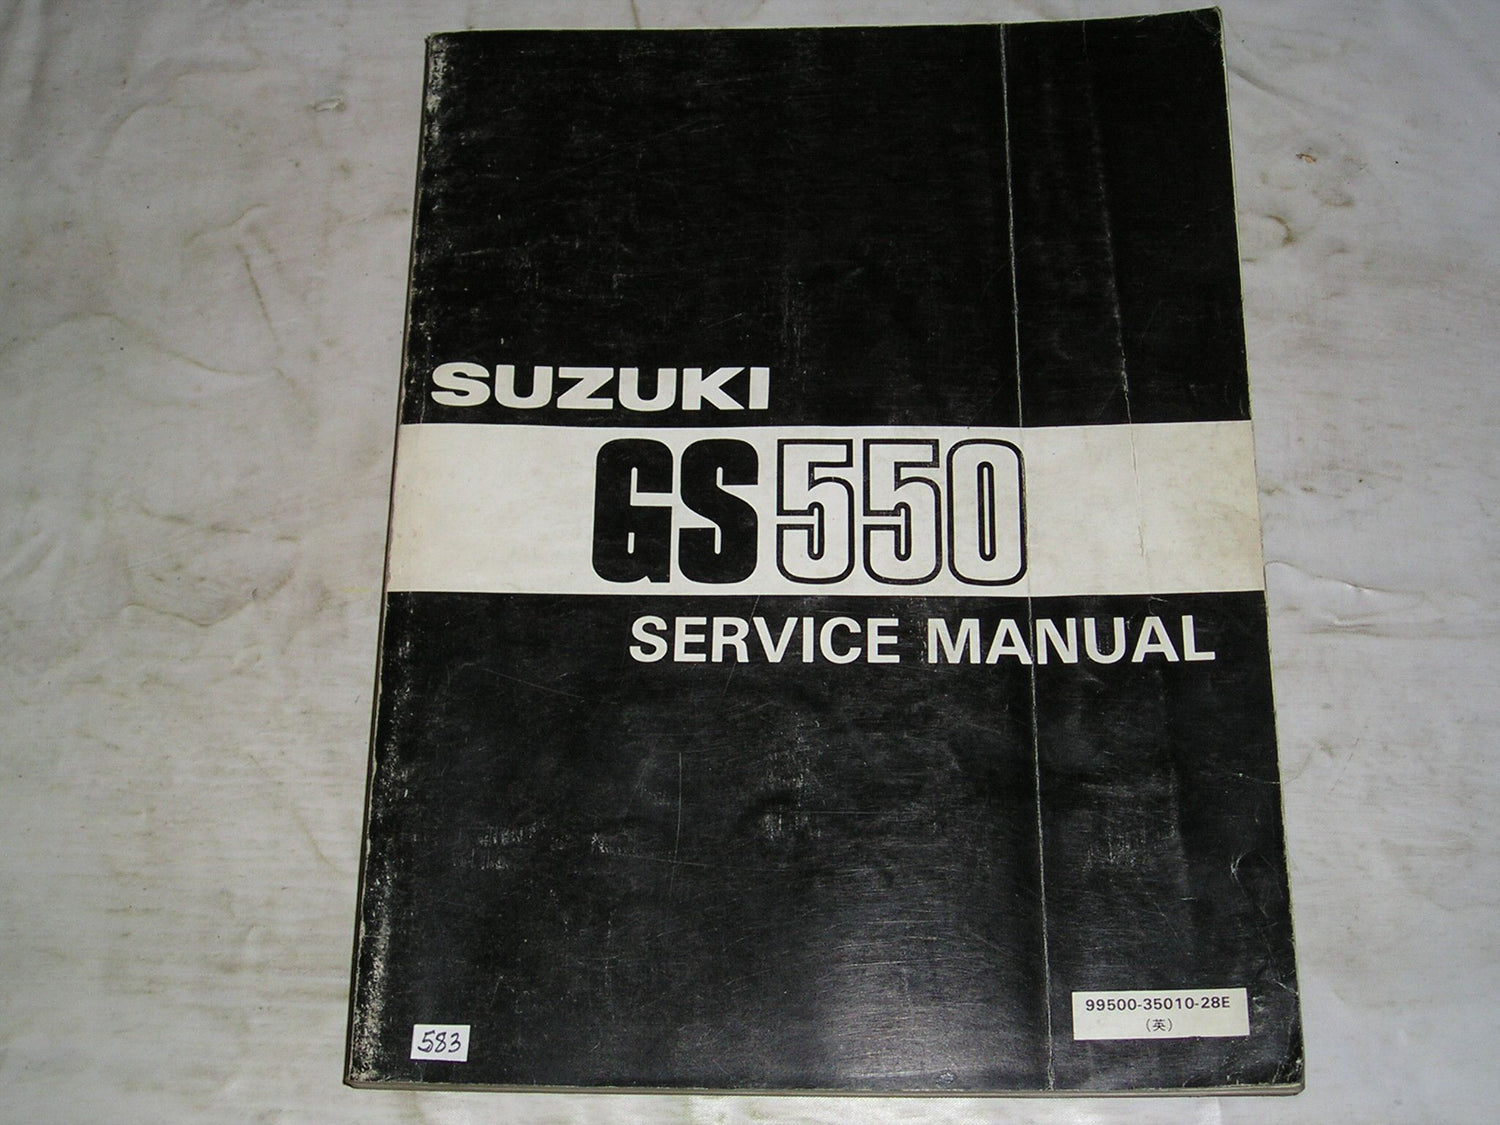 SUZUKI
GS550
SERVICE MANUAL
99500-35010-28E
(英)
583